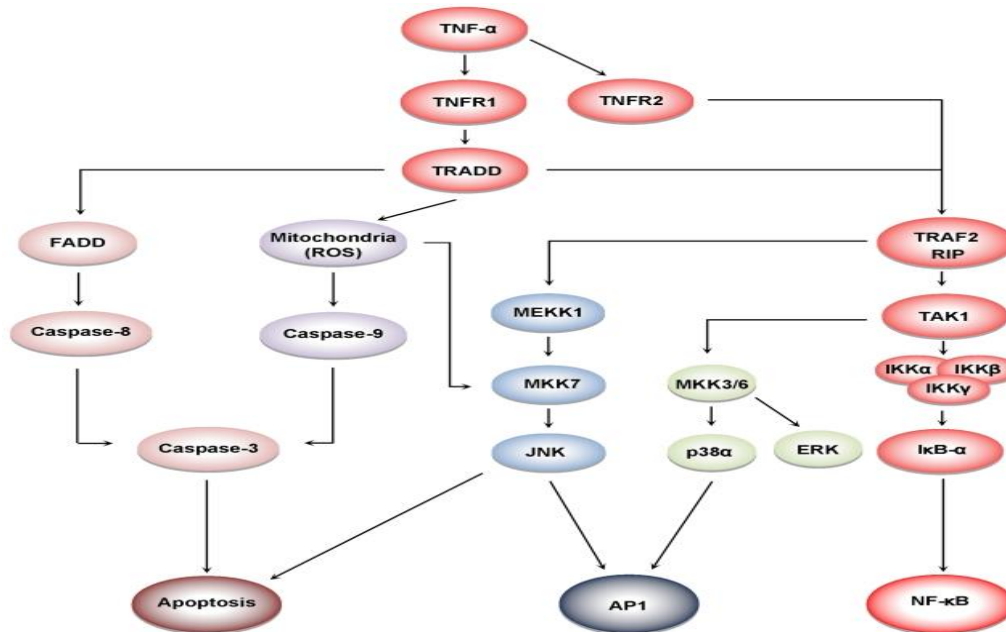 TNF-α
TNFR1
TNFR2
TRADD
FADD
Mitochondria
(ROS)
TRAF2
RIP
Caspase-8
Caspase-9
MEKK1
TAK1
MKK7
MKK3/6
IKKα
IKKβ
IKKγ
Caspase-3
JNK
p38α
ERK
IκB-α
Apoptosis
AP1
NF-κB